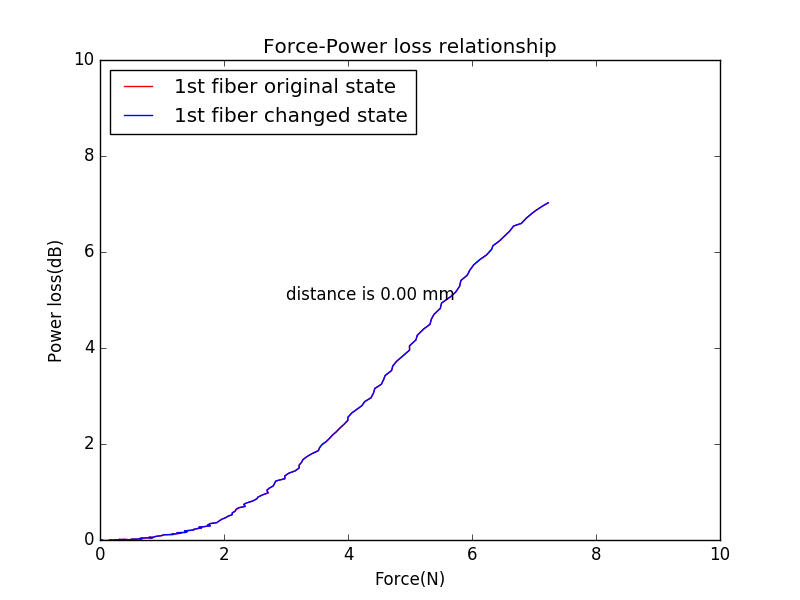 Force-Power loss relationship
10
1st fiber original state
1st fiber changed state
8
6
distance is 0.00 mm
Power loss(dB)
4
2
0
0 2 4 6 8 10
Force(N)